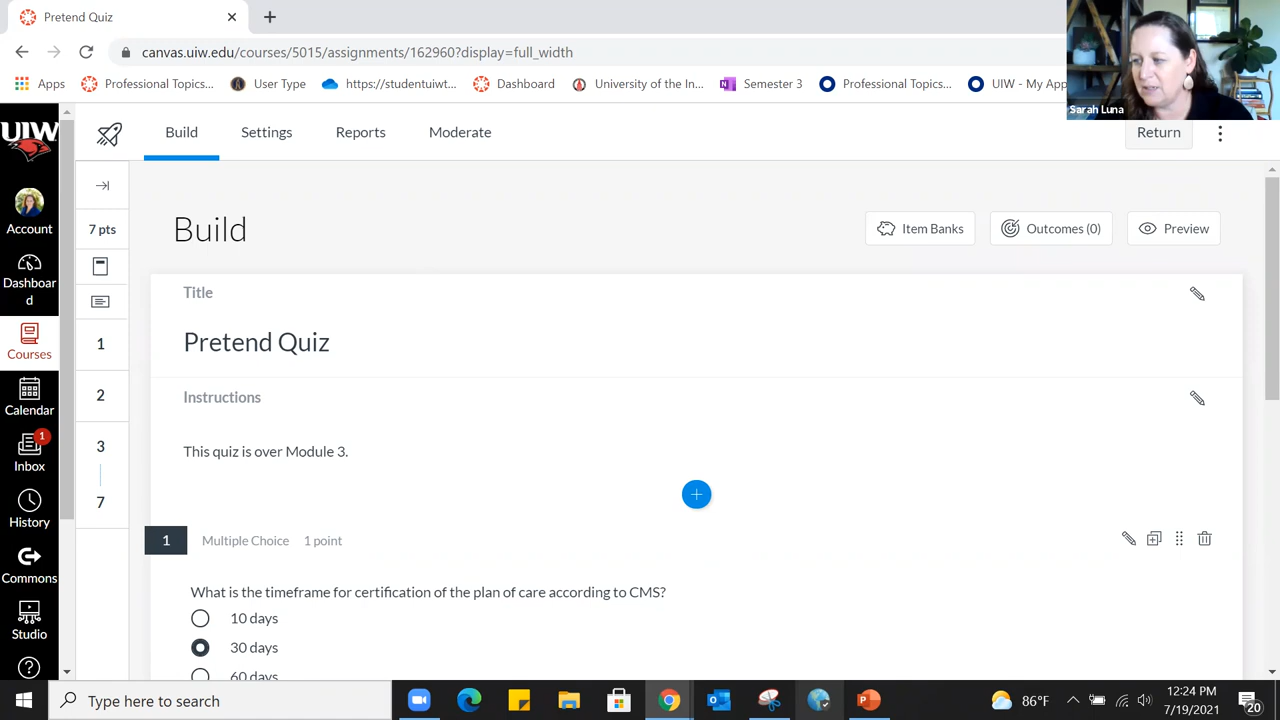 Pretend Quiz
canvas.uiw.edu/courses/5015/assignments/162960?display=full_width
Apps Professional Topics... User Type https://studentuiwt... Dashboard University of the In... Semester 3 Professional Topics... UIW - My App
Sarah Luna
UIW
Build Settings Reports Moderate Return
Account
Dashboar
d
Courses
Calendar
1
Inbox
History
Commons
Studio
7 pts
1
2
3
7
Build
Item Banks Outcomes (0) Preview
Title
Pretend Quiz
Instructions
This quiz is over Module 3.
1 Multiple Choice 1 point
What is the timeframe for certification of the plan of care according to CMS?
10 days
30 days
60 days
Type here to search
86°F
12:24 PM
7/19/2021
20